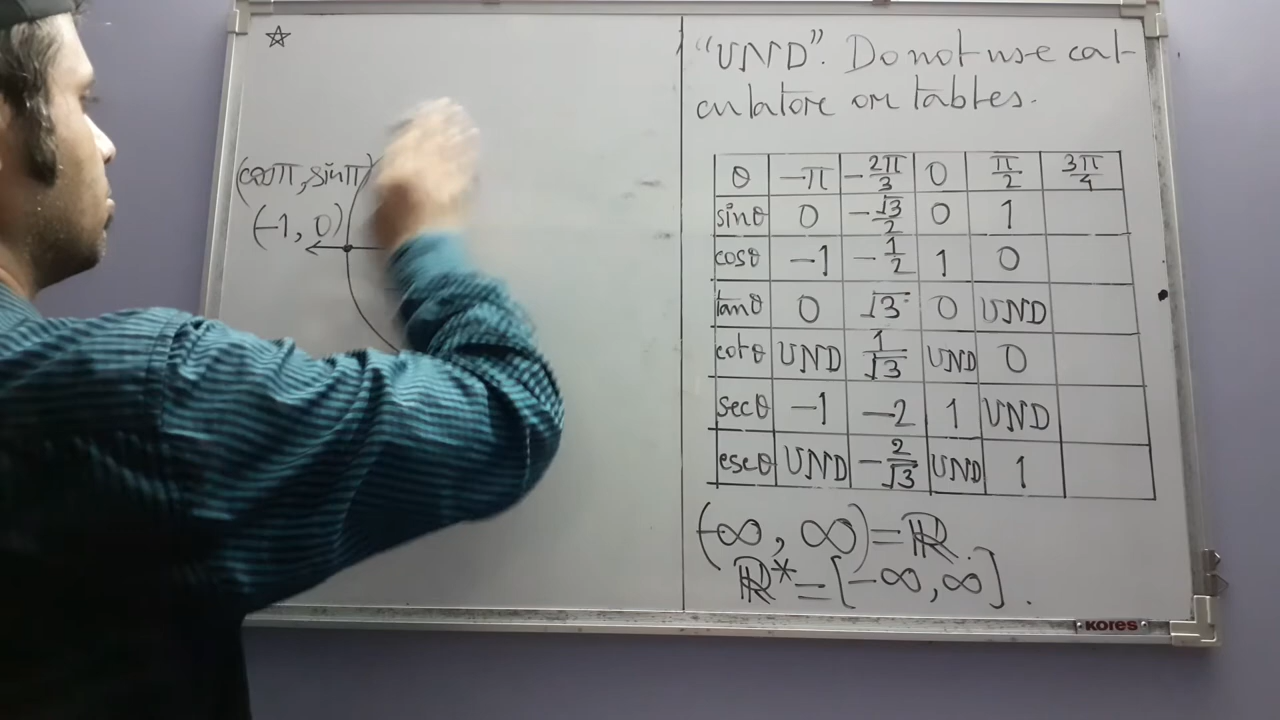 ☆
(cosπ, sinπ)
(-1, 0)
"UND". Do not use cal-
culatore or tables.
θ -π -2π/3 0 π/2 3π/4
sinθ 0 -√3/2 0 1
cosθ -1 -1/2 1 0
tanθ 0 √3 0 UND
cotθ UND 1/√3 UND 0
secθ -1 -2 1 UND
cscθ UND -2/√3 UND 1
(-∞, ∞)=ℝ.
ℝ*=[-∞,∞].
KORES